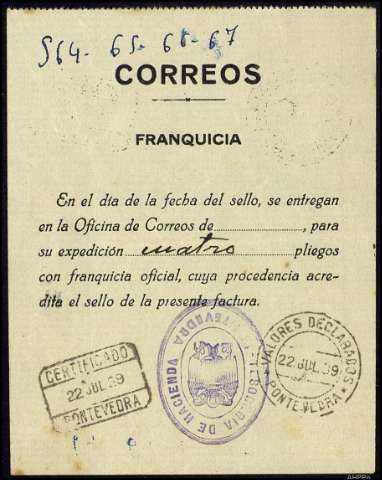 564- 65- 66- 67
CORREOS
FRANQUICIA
En el día de la fecha del sello, se entregan
en la Oficina de Correos de ........................, para
su expedición cuatro pliegos
con franquicia oficial, cuya procedencia acre-
dita el sello de la presente factura.
CERTIFICADO
22 JUL 39
PONTEVEDRA
DE HACIENDA
VALORES DECLARADOS
22 JUL. 39
PONTEVEDRA
AHPPA